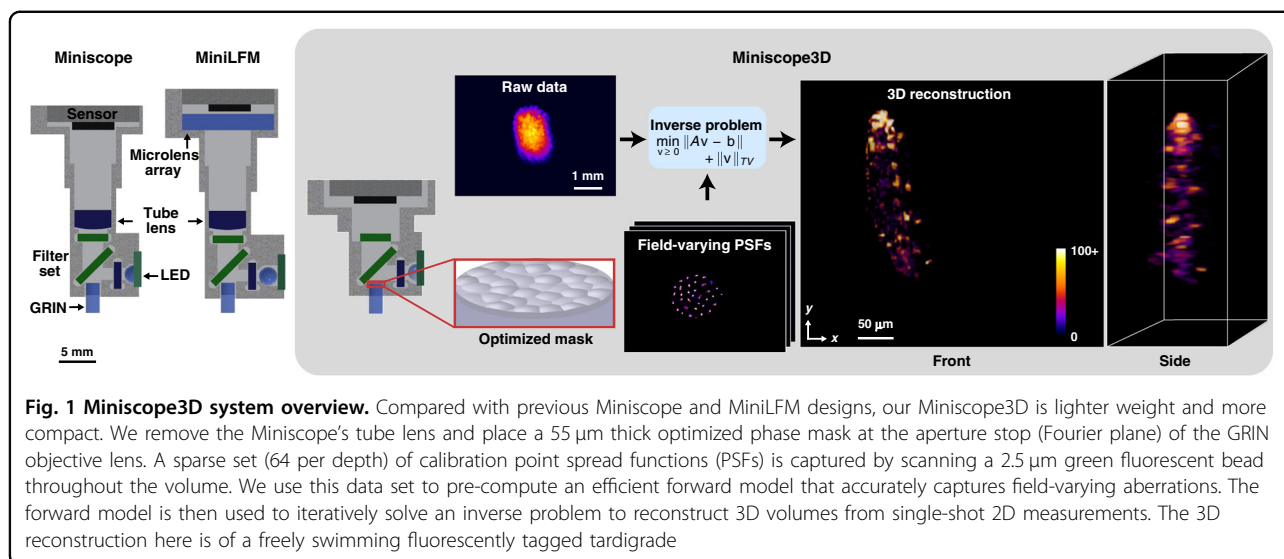 Miniscope
MiniLFM
Miniscope3D
Sensor
Microlens
array
Tube
lens
Filter
set
LED
GRIN
5 mm
Optimized mask
Raw data
1 mm
Inverse problem
min ‖Av − b‖
v ≥ 0
+ ‖v‖TV
Field-varying PSFs
3D reconstruction
100+
0
y
x
50 µm
Front
Side
Fig. 1 Miniscope3D system overview. Compared with previous Miniscope and MiniLFM designs, our Miniscope3D is lighter weight and more
compact. We remove the Miniscope's tube lens and place a 55 µm thick optimized phase mask at the aperture stop (Fourier plane) of the GRIN
objective lens. A sparse set (64 per depth) of calibration point spread functions (PSFs) is captured by scanning a 2.5 µm green fluorescent bead
throughout the volume. We use this data set to pre-compute an efficient forward model that accurately captures field-varying aberrations. The
forward model is then used to iteratively solve an inverse problem to reconstruct 3D volumes from single-shot 2D measurements. The 3D
reconstruction here is of a freely swimming fluorescently tagged tardigrade